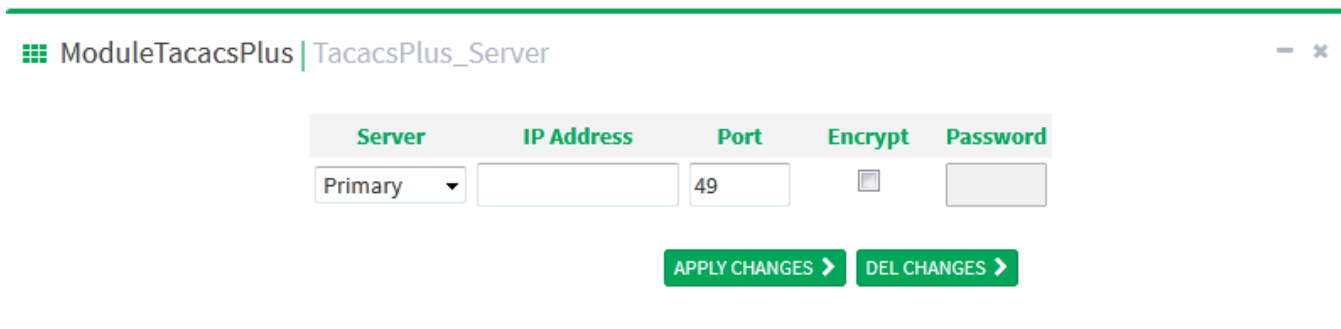 ModuleTacacsPlus | TacacsPlus_Server
Server IP Address Port Encrypt Password
Primary 49
APPLY CHANGES DEL CHANGES